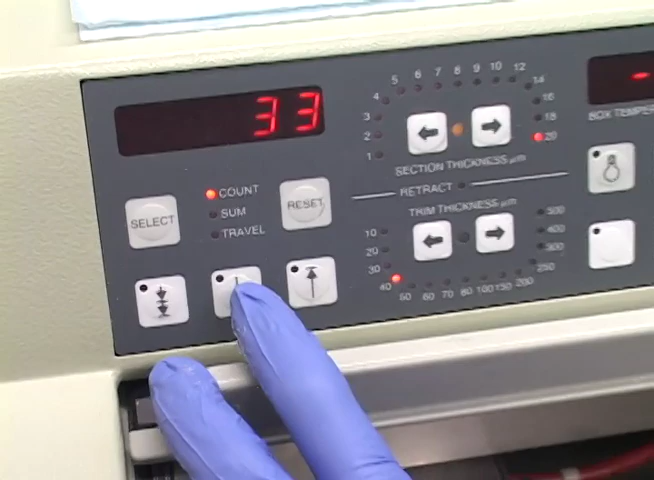 33
SELECT
COUNT
SUM
TRAVEL
RESET
1 2 3 4 5 6 7 8 9 10 12 14 16 18 20
SECTION THICKNESS µm
RETRACT
TRIM THICKNESS µm
10 20 30 40 50 60 70 80 100 150 200 250 300 400 500
BOX TEMPER